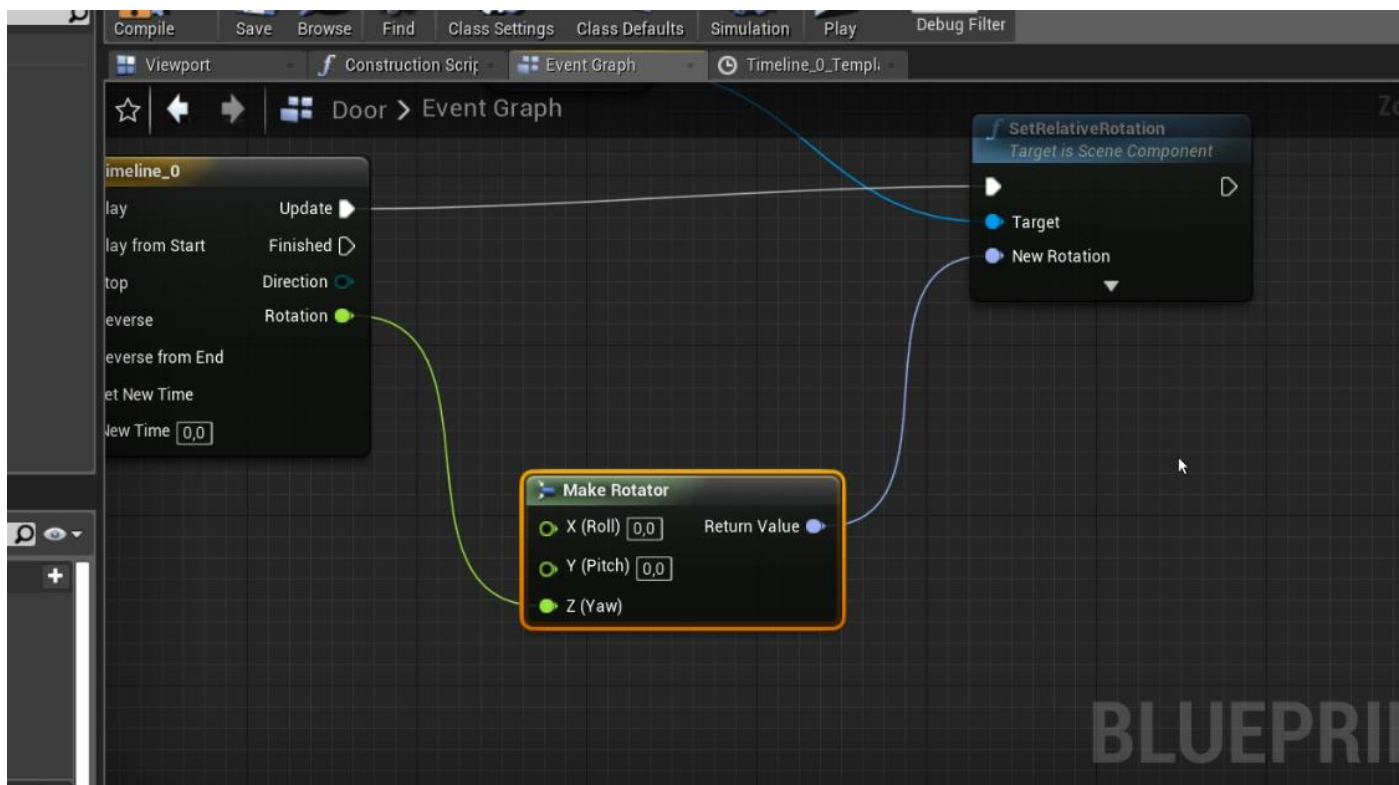 Compile Save Browse Find Class Settings Class Defaults Simulation Play Debug Filter
Viewport Construction Scrip Event Graph Timeline_0_Templ
Door > Event Graph
imeline_0
lay Update
lay from Start Finished
top Direction
everse Rotation
everse from End
et New Time
New Time 0,0
SetRelativeRotation
Target is Scene Component
Target
New Rotation
Make Rotator
X (Roll) 0,0 Return Value
Y (Pitch) 0,0
Z (Yaw)
BLUEPRI